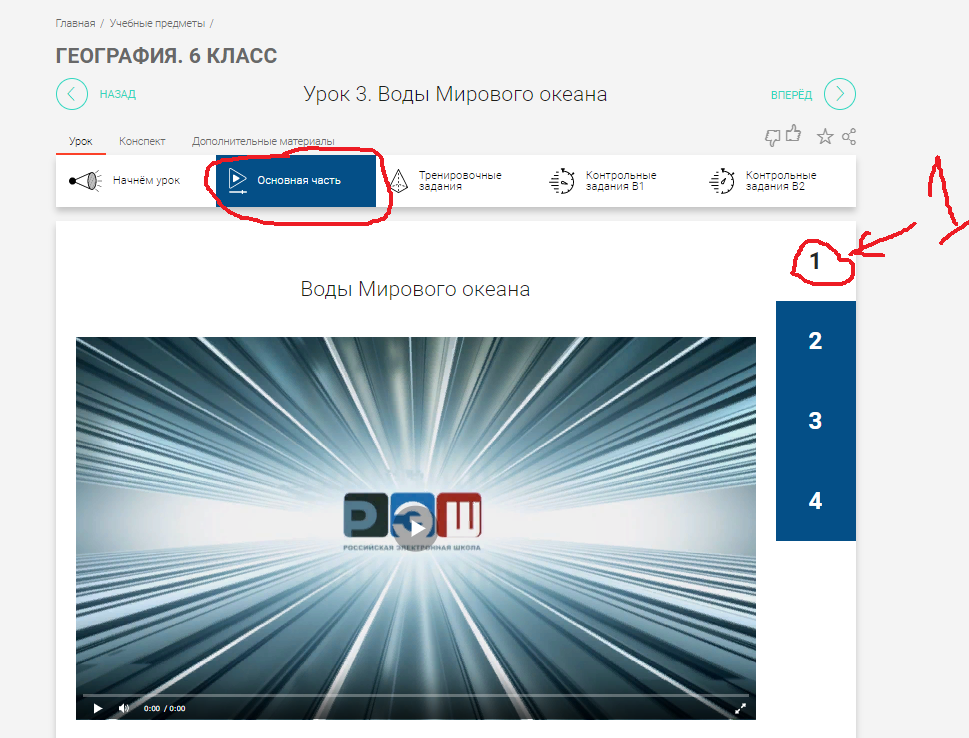 Главная / Учебные предметы /
ГЕОГРАФИЯ. 6 КЛАСС
НАЗАД
Урок 3. Воды Мирового океана
ВПЕРЁД
Урок Конспект Дополнительные материалы
Начнём урок
Основная часть
Тренировочные
задания
Контрольные
задания В1
Контрольные
задания В2
1
1
Воды Мирового океана
2
3
4
РЭШ
РОССИЙСКАЯ ЭЛЕКТРОННАЯ ШКОЛА
0:00 / 0:00